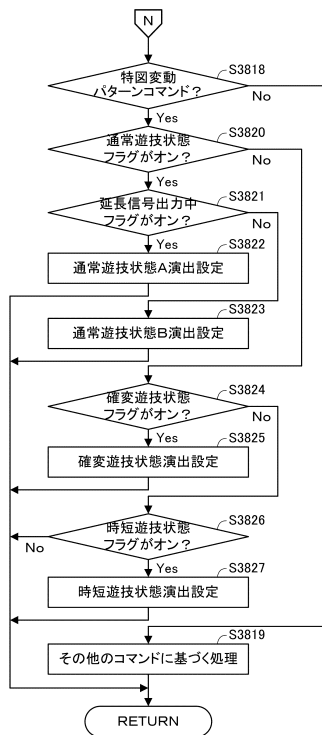 N
S3818
特図変動
パターンコマンド？
No
Yes
S3820
通常遊技状態
フラグがオン？
No
Yes
S3821
延長信号出力中
フラグがオン？
No
Yes
S3822
通常遊技状態A演出設定
S3823
通常遊技状態B演出設定
S3824
確変遊技状態
フラグがオン？
No
Yes
S3825
確変遊技状態演出設定
S3826
時短遊技状態
フラグがオン？
No
Yes
S3827
時短遊技状態演出設定
S3819
その他のコマンドに基づく処理
RETURN